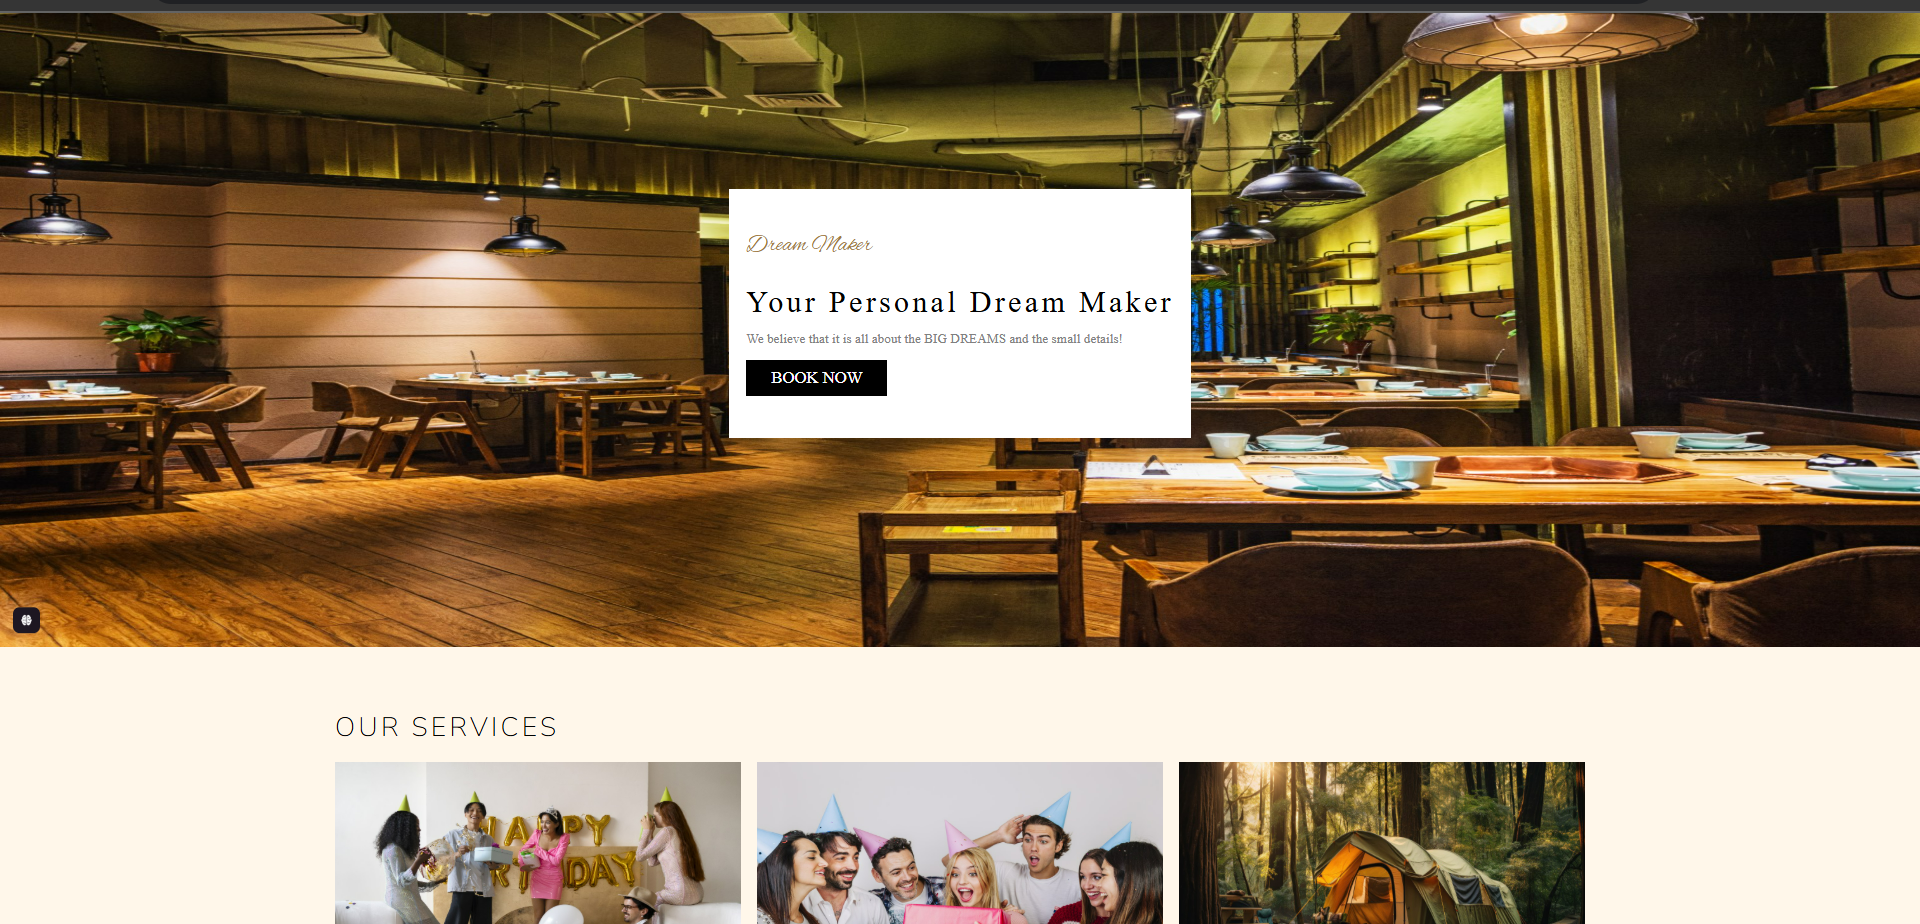 Dream Maker
Your Personal Dream Maker
We believe that it is all about the BIG DREAMS and the small details!
BOOK NOW
OUR SERVICES
HAPPY